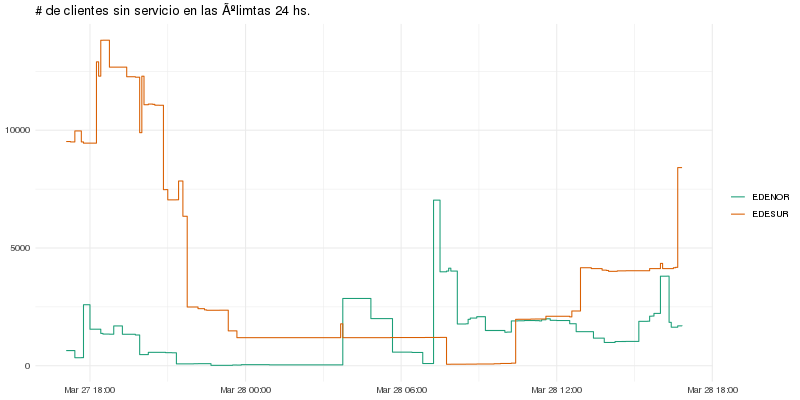 # de clientes sin servicio en las Ãºlimtas 24 hs.
10000
5000
0
Mar 27 18:00
Mar 28 00:00
Mar 28 06:00
Mar 28 12:00
Mar 28 18:00
EDENOR
EDESUR